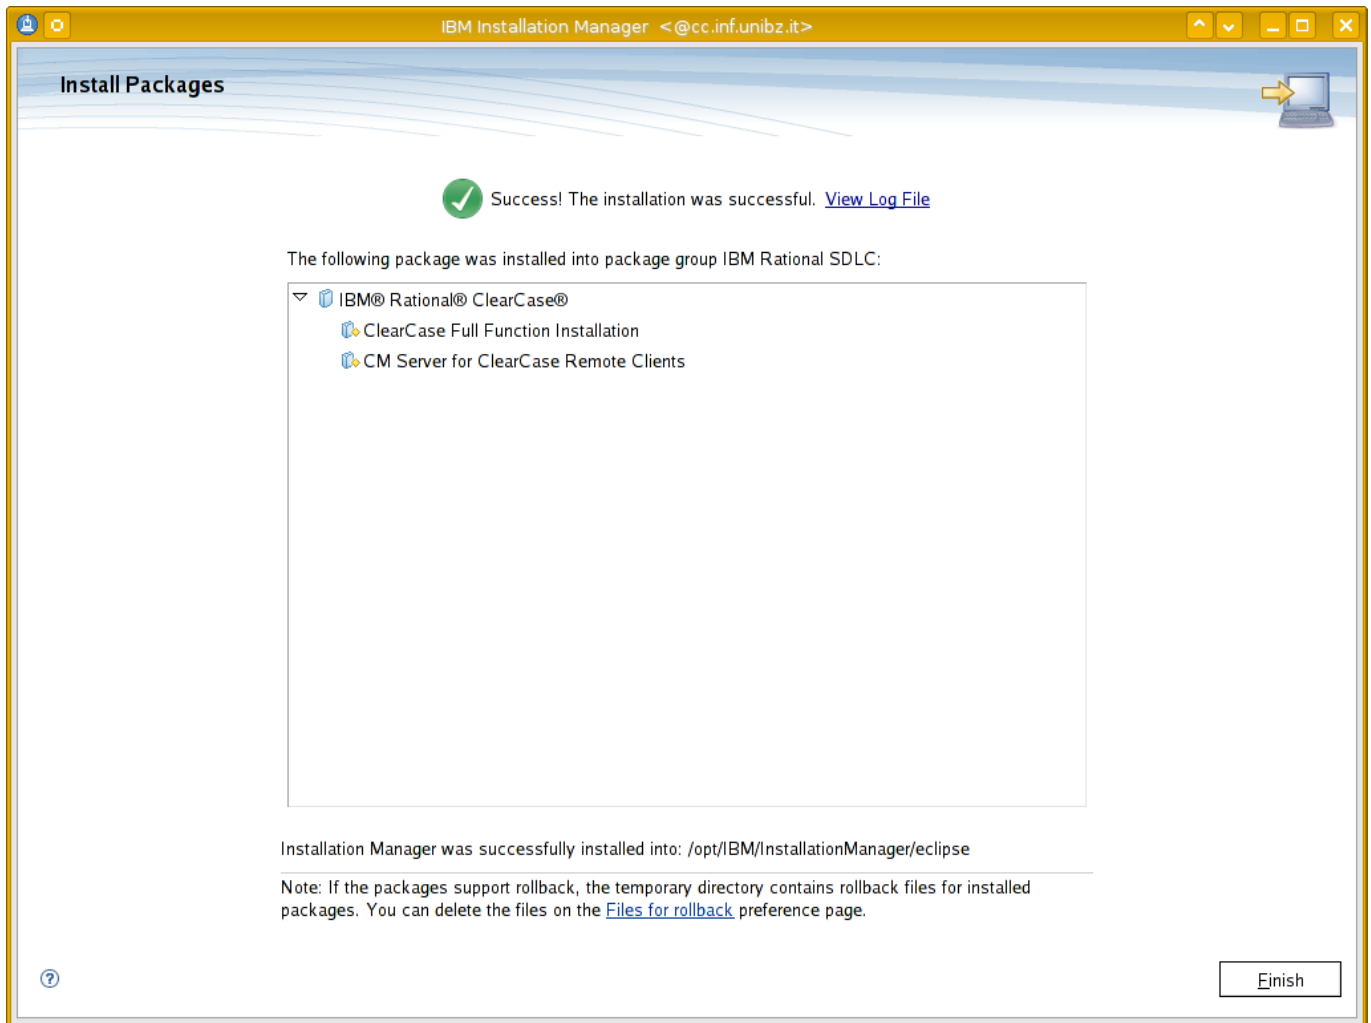 IBM Installation Manager <@cc.inf.unibz.it>
Install Packages
Success! The installation was successful. View Log File
The following package was installed into package group IBM Rational SDLC:
IBM® Rational® ClearCase®
ClearCase Full Function Installation
CM Server for ClearCase Remote Clients
Installation Manager was successfully installed into: /opt/IBM/InstallationManager/eclipse
Note: If the packages support rollback, the temporary directory contains rollback files for installed
packages. You can delete the files on the Files for rollback preference page.
?
Finish